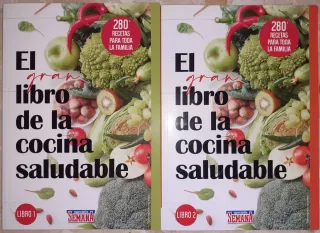 280
RECETAS
PARA TODA
LA FAMILIA
El
gran
libro
de la
cocina
saludable
LIBRO 1
SEMANA
280
RECETAS
PARA TODA
LA FAMILIA
El
gran
libro
de la
cocina
saludable
LIBRO 2
SEMANA